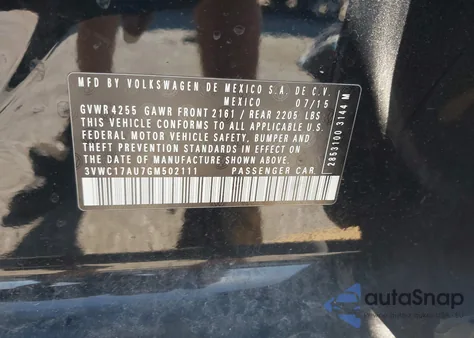 MFD BY VOLKSWAGEN DE MEXICO S.A. DE C.V.
MEXICO 07/15
GVWR 4255 GAWR FRONT 2161 / REAR 2205 LBS
THIS VEHICLE CONFORMS TO ALL APPLICABLE U.S.
FEDERAL MOTOR VEHICLE SAFETY, BUMPER AND
THEFT PREVENTION STANDARDS IN EFFECT ON THE
DATE OF MANUFACTURE SHOWN ABOVE.
3VWC17AU7GM502111 PASSENGER CAR
2853100 3144 M
autoSnap